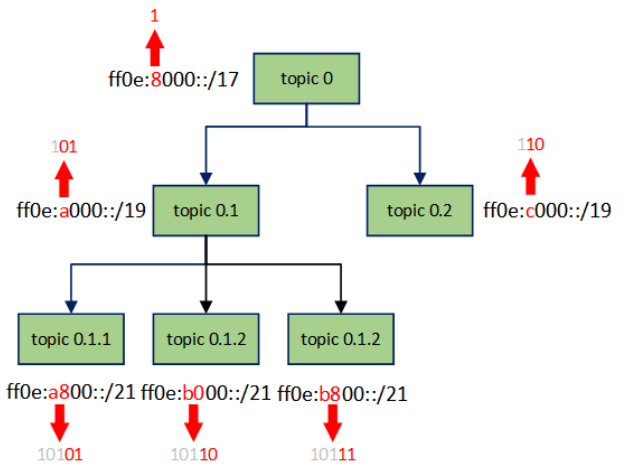 1
ff0e:8000::/17
topic 0
101
110
ff0e:a000::/19
topic 0.1
topic 0.2
ff0e:c000::/19
topic 0.1.1
topic 0.1.2
topic 0.1.2
ff0e:a800::/21
ff0e:b000::/21
ff0e:b800::/21
10101
10110
10111